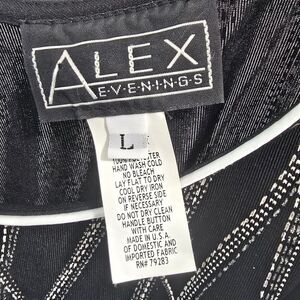 ALEX
E·V·E·N·I·N·G·S
L
HAND WASH COLD
NO BLEACH
LAY FLAT TO DRY
COOL DRY IRON
ON REVERSE SIDE
IF NECESSARY
DO NOT DRY CLEAN
HANDLE BUTTON
WITH CARE
MADE IN U.S.A.
OF DOMESTIC AND
IMPORTED FABRIC
RN# 79283